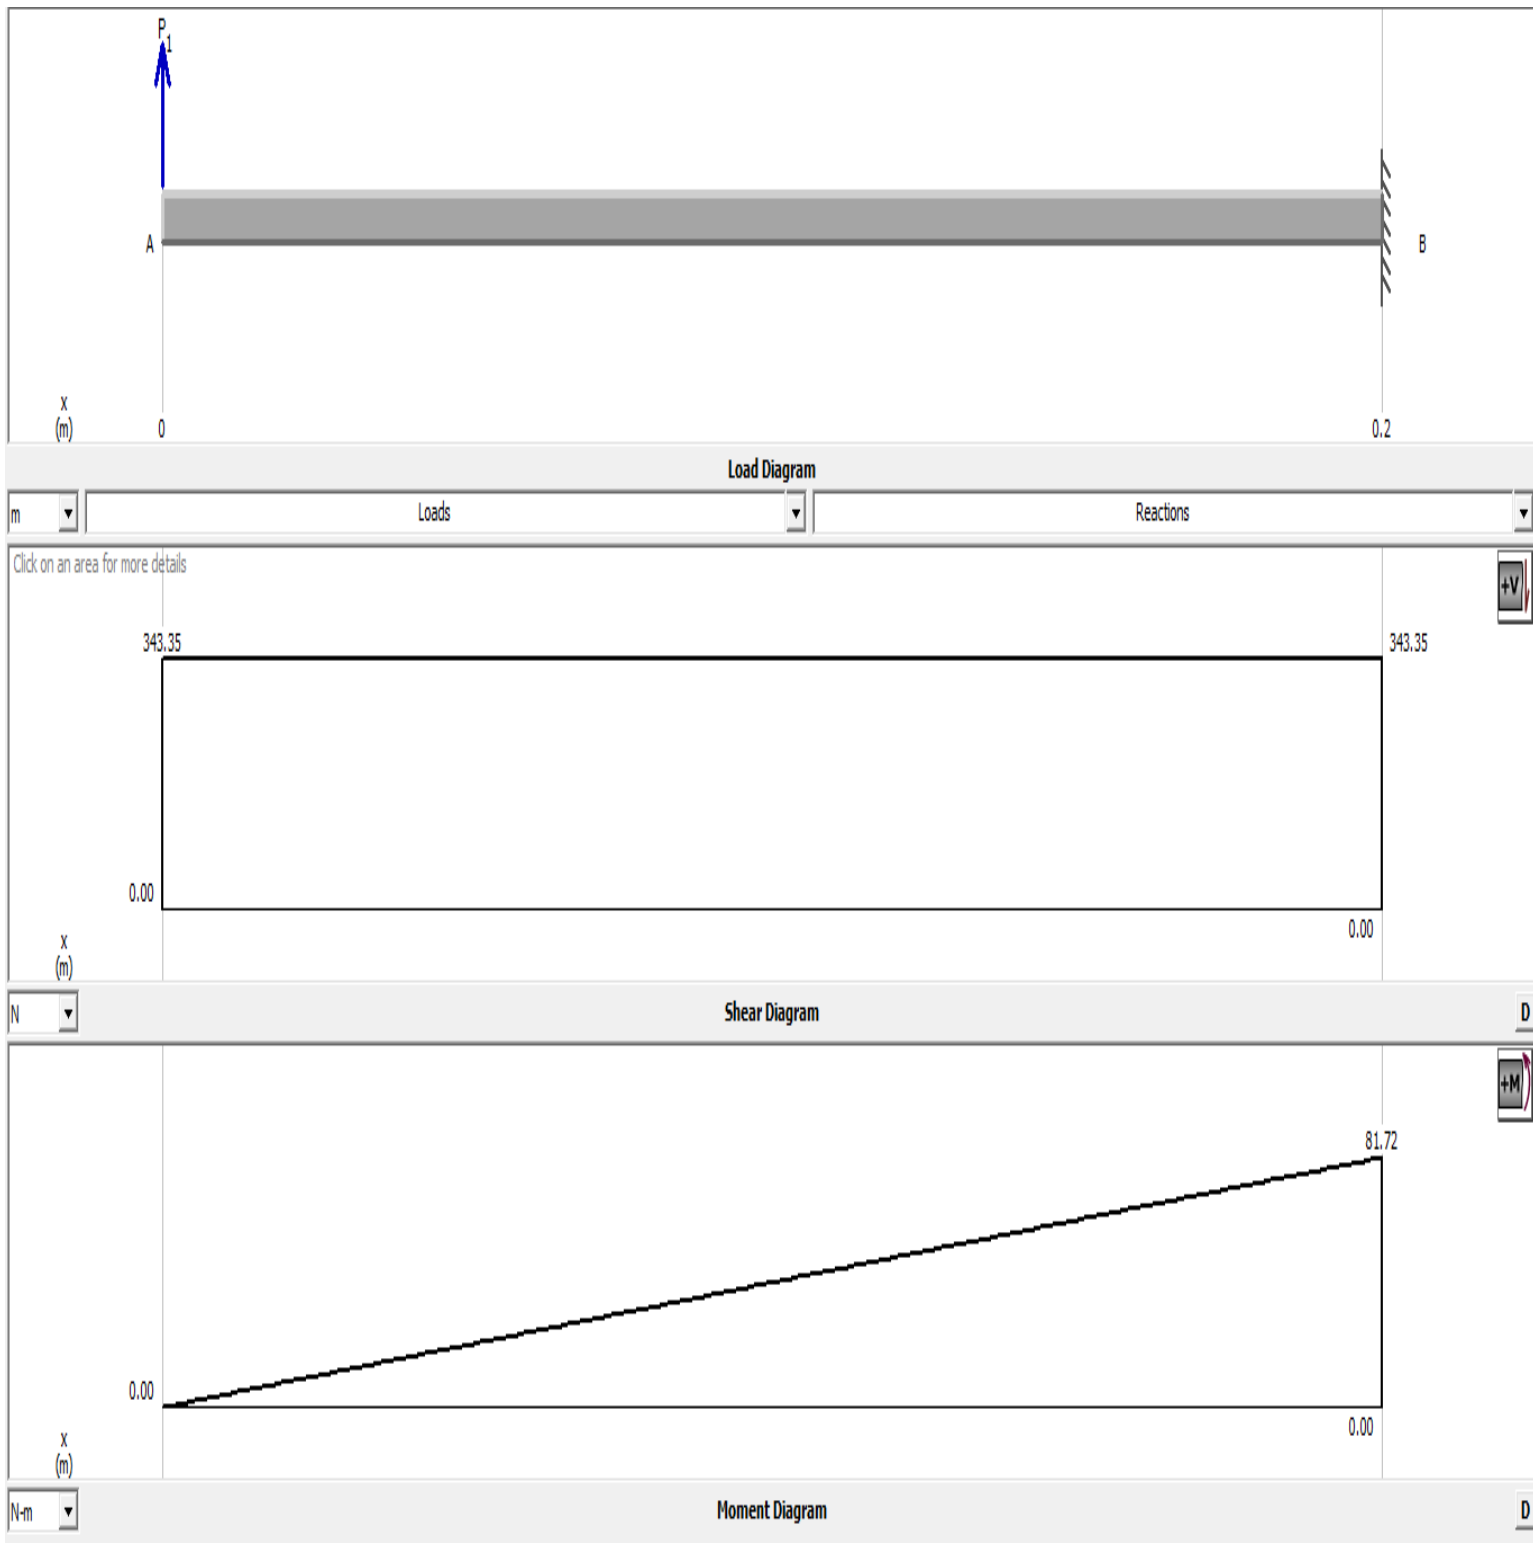 P1
A
B
x
(m)
0
0.2
Load Diagram
m
Loads
Reactions
Click on an area for more details
+V
343.35
343.35
0.00
0.00
x
(m)
N
Shear Diagram
D
+M
81.72
0.00
0.00
x
(m)
N-m
Moment Diagram
D